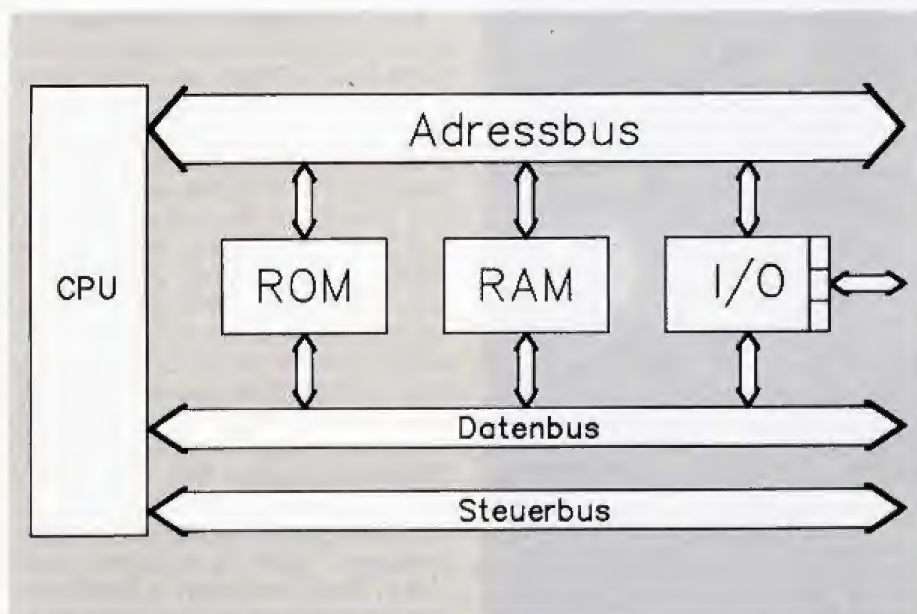 Adressbus
CPU
ROM
RAM
I/O
Datenbus
Steuerbus